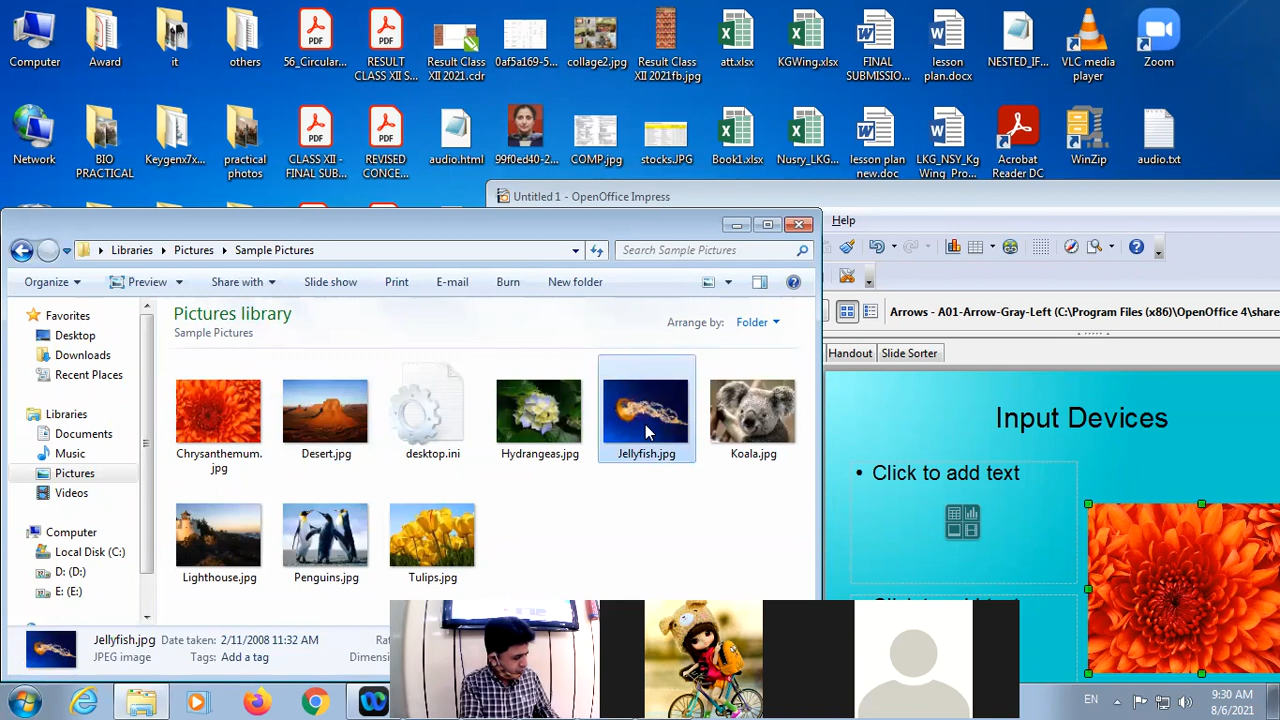 Computer
Award
it
others
56_Circular...
RESULT
CLASS XII S...
Result Class
XII 2021.cdr
0af5a169-5...
collage2.jpg
Result Class
XII 2021fb.jpg
att.xlsx
KGWing.xlsx
FINAL
SUBMISSIO...
lesson
plan.docx
NESTED_IF...
VLC media
player
Zoom
Network
BIO
PRACTICAL
Keygenx7x...
practical
photos
CLASS XII -
FINAL SUB...
REVISED
CONCE...
audio.html
99f0ed40-2...
COMP.jpg
stocks.JPG
Book1.xlsx
Nusry_LKG...
lesson plan
new.doc
LKG_NSY_Kg
Wing_Pro...
Acrobat
Reader DC
WinZip
audio.txt
Untitled 1 - OpenOffice Impress
Help
Libraries
Pictures
Sample Pictures
Search Sample Pictures
Organize
Preview
Share with
Slide show
Print
E-mail
Burn
New folder
Arrows - A01-Arrow-Gray-Left (C:\Program Files (x86)\OpenOffice 4\share
Handout
Slide Sorter
Favorites
Desktop
Downloads
Recent Places
Libraries
Documents
Music
Pictures
Videos
Computer
Local Disk (C:)
D: (D:)
E: (E:)
Pictures library
Sample Pictures
Arrange by:
Folder
Chrysanthemum.
jpg
Desert.jpg
desktop.ini
Hydrangeas.jpg
Jellyfish.jpg
Koala.jpg
Lighthouse.jpg
Penguins.jpg
Tulips.jpg
Input Devices
• Click to add text
Jellyfish.jpg
Date taken: 2/11/2008 11:32 AM
JPEG image
Tags: Add a tag
EN
9:30 AM
8/6/2021